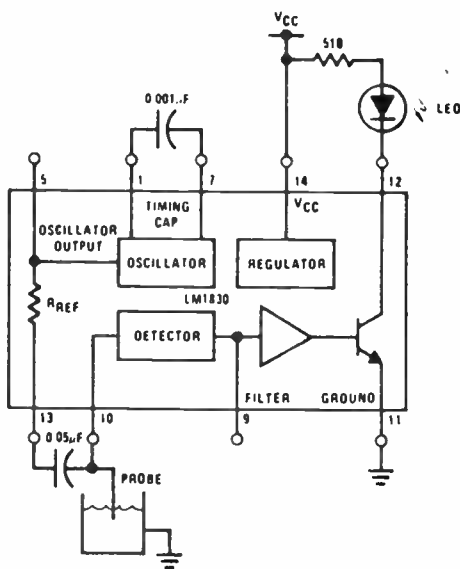 VCC
510
LED
0.001µF
5
1
7
14
12
TIMING
CAP
VCC
OSCILLATOR
OUTPUT
OSCILLATOR
REGULATOR
RREF
LM1830
DETECTOR
FILTER
GROUND
13
10
9
11
0.05µF
PROBE